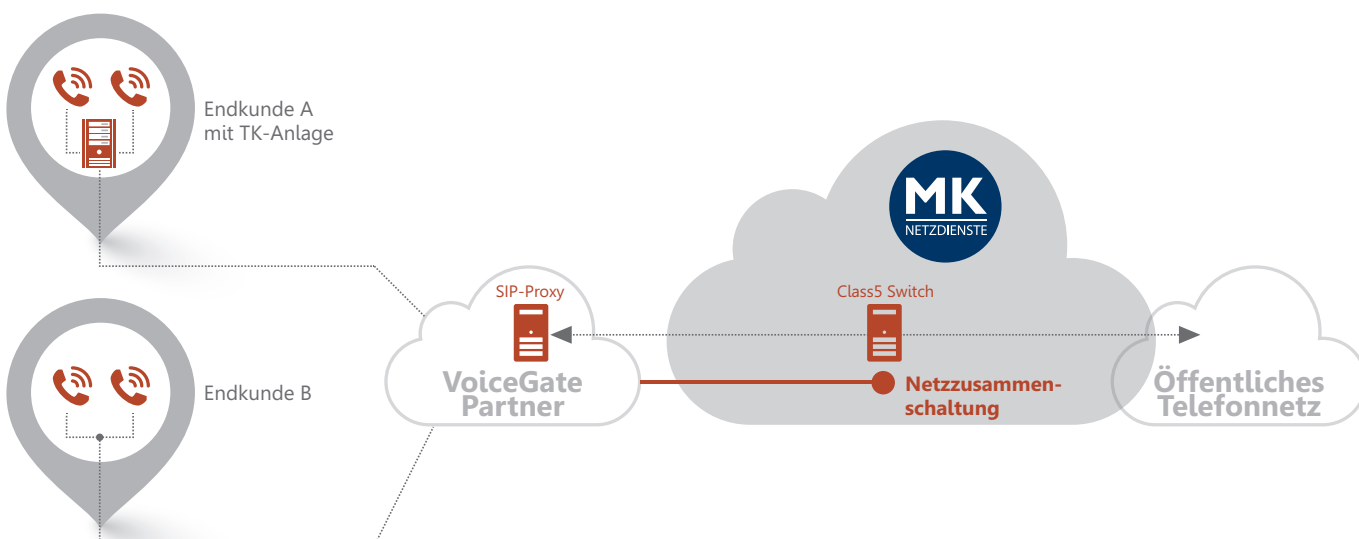 Endkunde A
mit TK-Anlage
MK
NETZDIENSTE
SIP-Proxy
Class5 Switch
VoiceGate
Partner
Netzzusammen-
schaltung
Öffentliches
Telefonnetz
Endkunde B